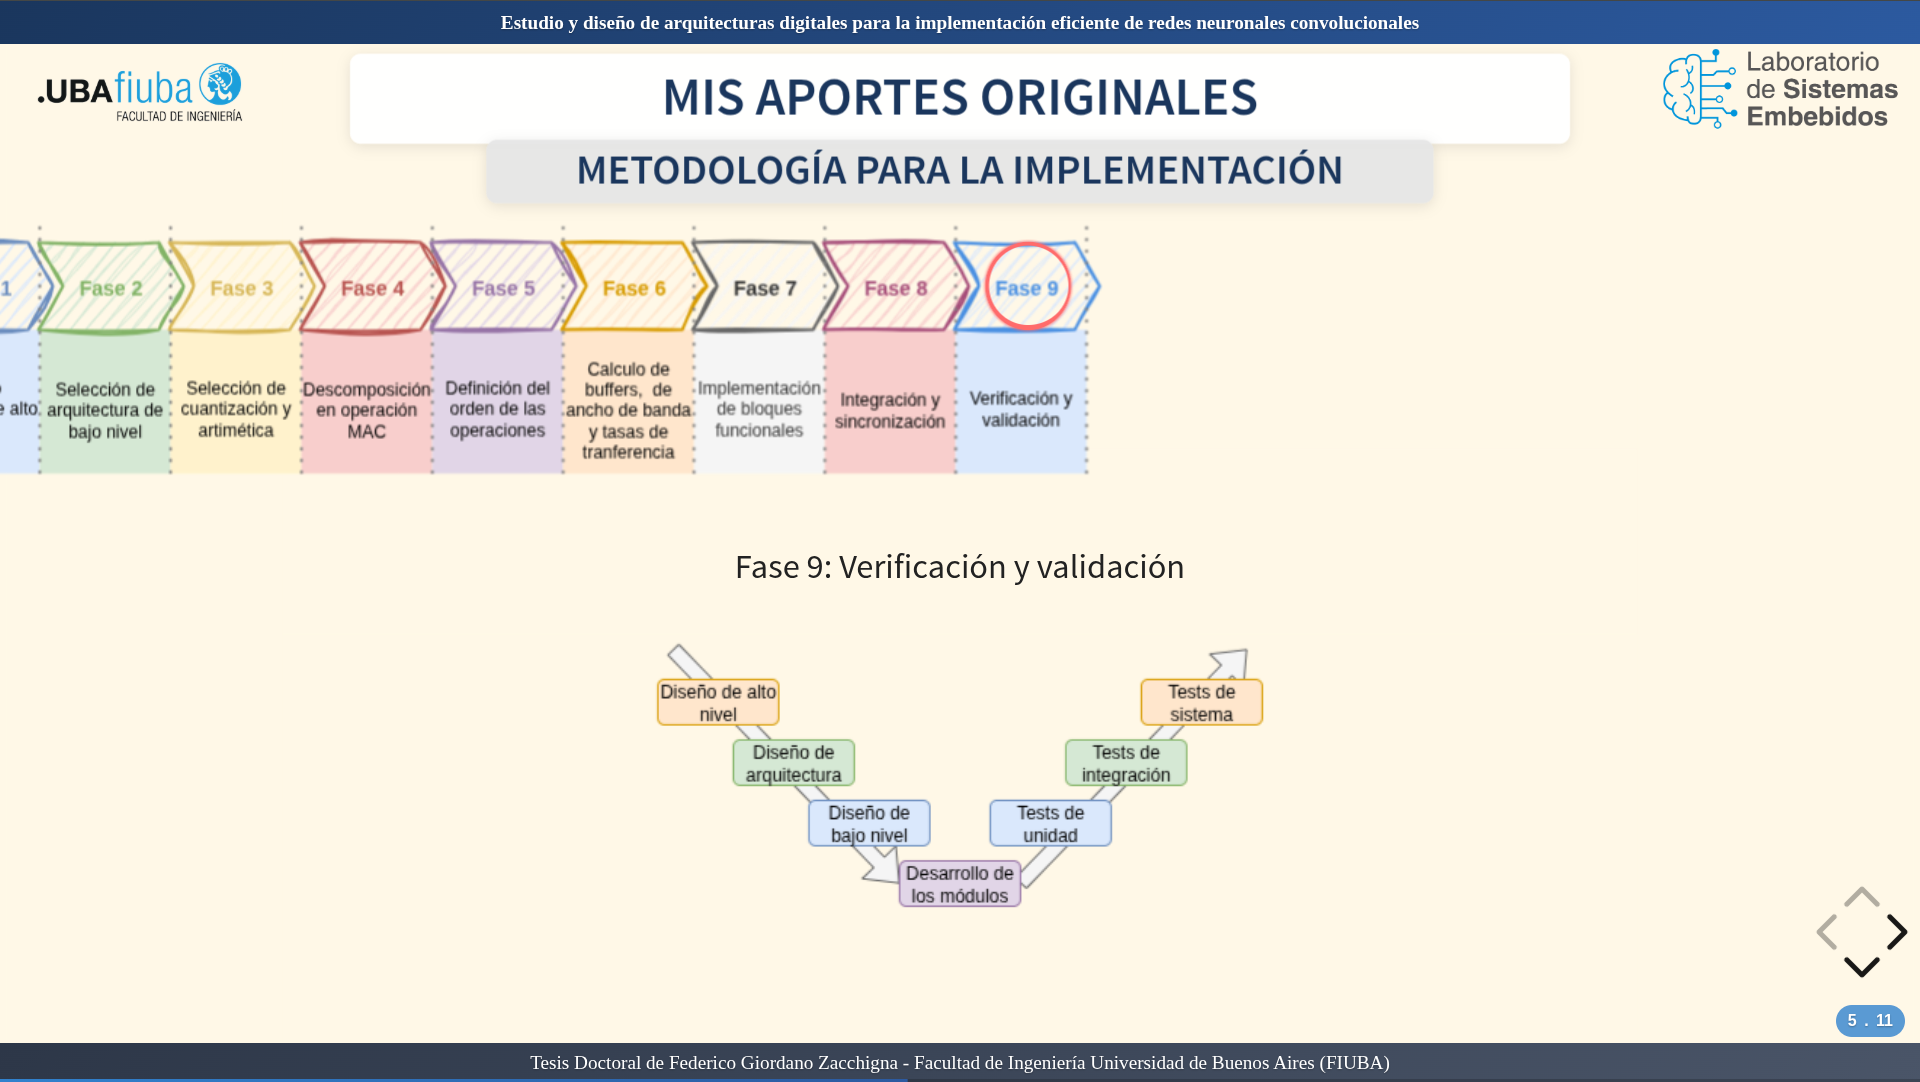 Estudio y diseño de arquitecturas digitales para la implementación eficiente de redes neuronales convolucionales
.UBAfiuba
FACULTAD DE INGENIERÍA
MIS APORTES ORIGINALES
METODOLOGÍA PARA LA IMPLEMENTACIÓN
Laboratorio
de Sistemas
Embebidos
1
e alto
Fase 2
Selección de
arquitectura de
bajo nivel
Fase 3
Selección de
cuantización y
artimética
Fase 4
Descomposición
en operación
MAC
Fase 5
Definición del
orden de las
operaciones
Fase 6
Calculo de
buffers, de
ancho de banda
y tasas de
tranferencia
Fase 7
Implementación
de bloques
funcionales
Fase 8
Integración y
sincronización
Fase 9
Verificación y
validación
Fase 9: Verificación y validación
Diseño de alto
nivel
Diseño de
arquitectura
Diseño de
bajo nivel
Desarrollo de
los módulos
Tests de
unidad
Tests de
integración
Tests de
sistema
5 . 11
Tesis Doctoral de Federico Giordano Zacchigna - Facultad de Ingeniería Universidad de Buenos Aires (FIUBA)